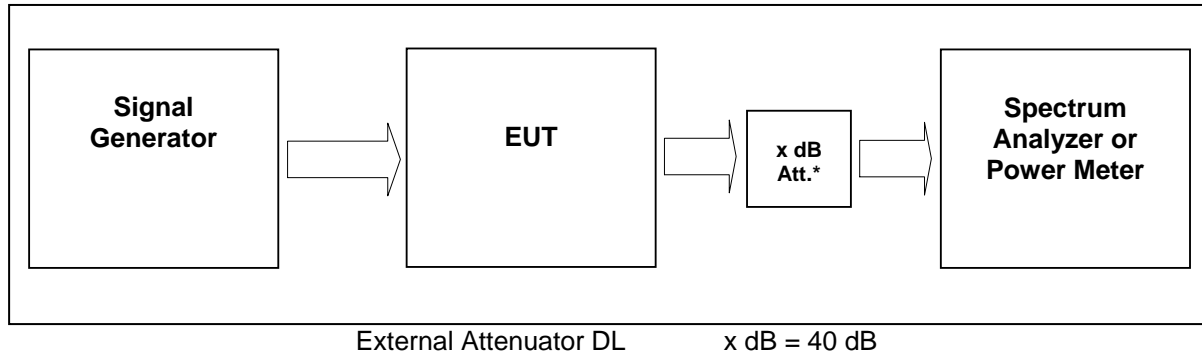 Signal
Generator
EUT
x dB
Att.*
Spectrum
Analyzer or
Power Meter
External Attenuator DL x dB = 40 dB